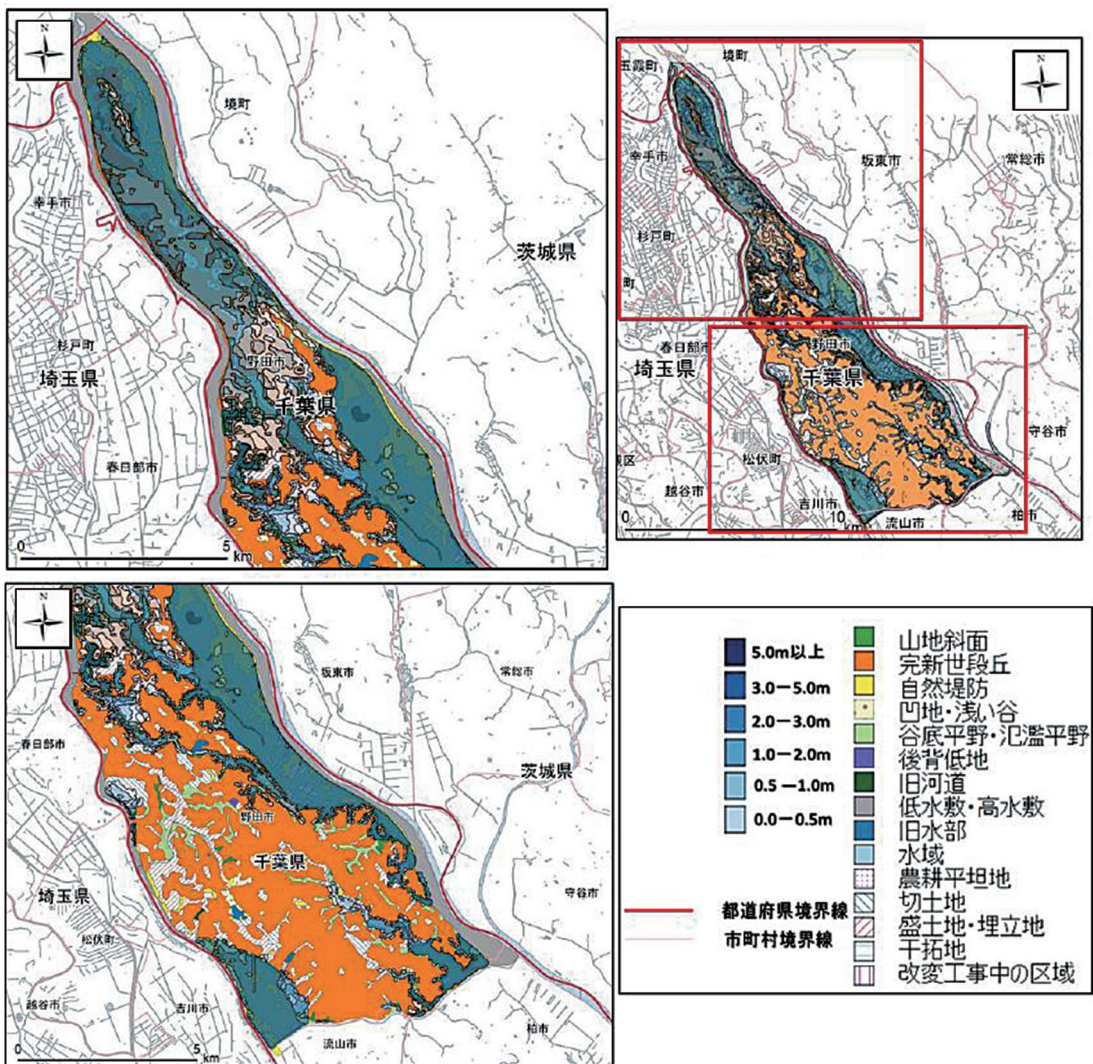 N
境町
幸手市
茨城県
杉戸町
野田市
埼玉県
千葉県
春日部市
0
5
km
N
五霞町
境町
坂東市
常総市
幸手市
杉戸町
町
野田市
春日部市
埼玉県
千葉県
守谷市
松伏町
越谷市
吉川市
柏市
流山市
0
10
km
N
坂東市
常総市
春日部市
茨城県
野田市
千葉県
埼玉県
守谷市
松伏町
越谷市
吉川市
柏市
流山市
0
5
km
5.0m以上
3.0−5.0m
2.0−3.0m
1.0−2.0m
0.5 −1.0m
0.0−0.5m
都道府県境界線
市町村境界線
山地斜面
完新世段丘
自然堤防
凹地・浅い谷
谷底平野・氾濫平野
後背低地
旧河道
低水敷・高水敷
旧水部
水域
農耕平坦地
切土地
盛土地・埋立地
干拓地
改変工事中の区域